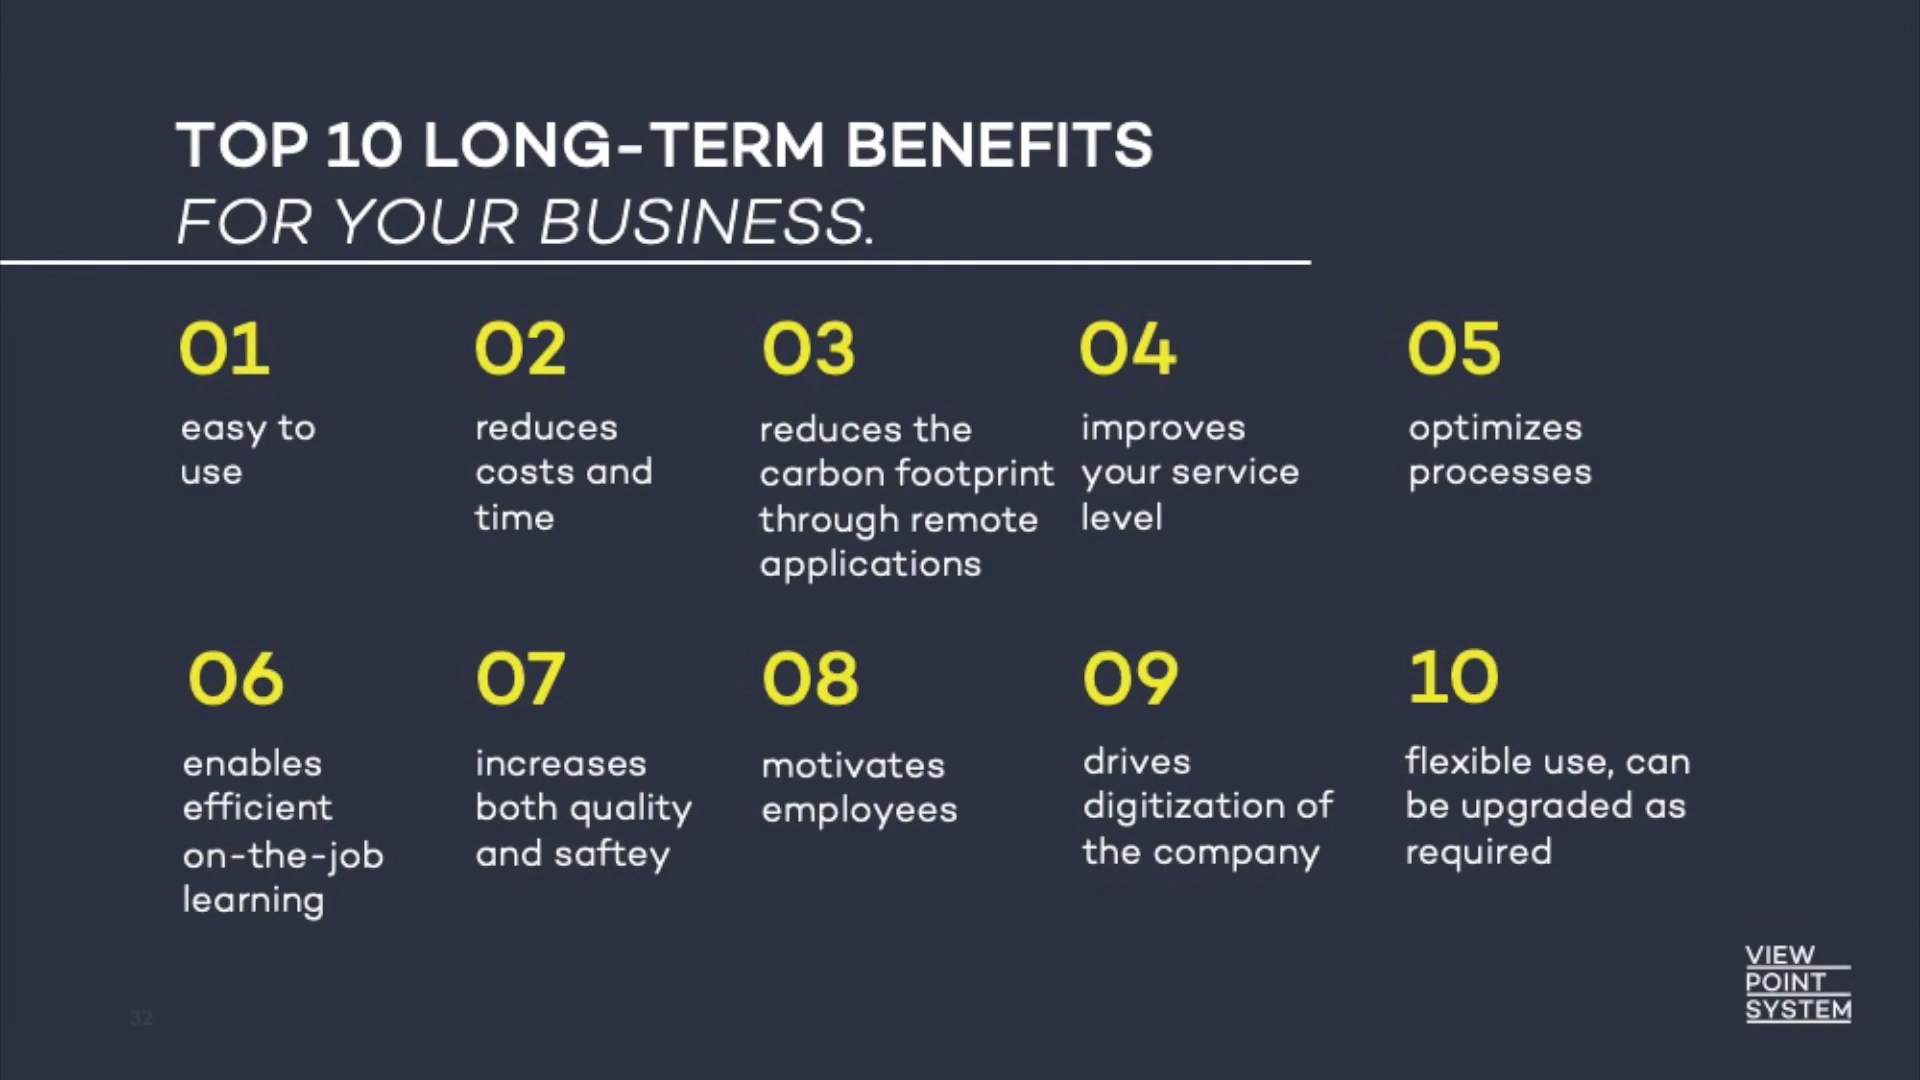 TOP 10 LONG-TERM BENEFITS
FOR YOUR BUSINESS.
01
easy to
use
02
reduces
costs and
time
03
reduces the
carbon footprint
through remote
applications
04
improves
your service
level
05
optimizes
processes
06
enables
efficient
on-the-job
learning
07
increases
both quality
and saftey
08
motivates
employees
09
drives
digitization of
the company
10
flexible use, can
be upgraded as
required
32
VIEW
POINT
SYSTEM